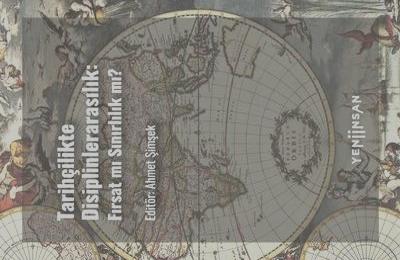 Tarihçilikte
Disiplinlerarasılık:
Fırsat mı Sınırlılık mı?
Editör: Ahmet Şimşek
YENİİNSAN